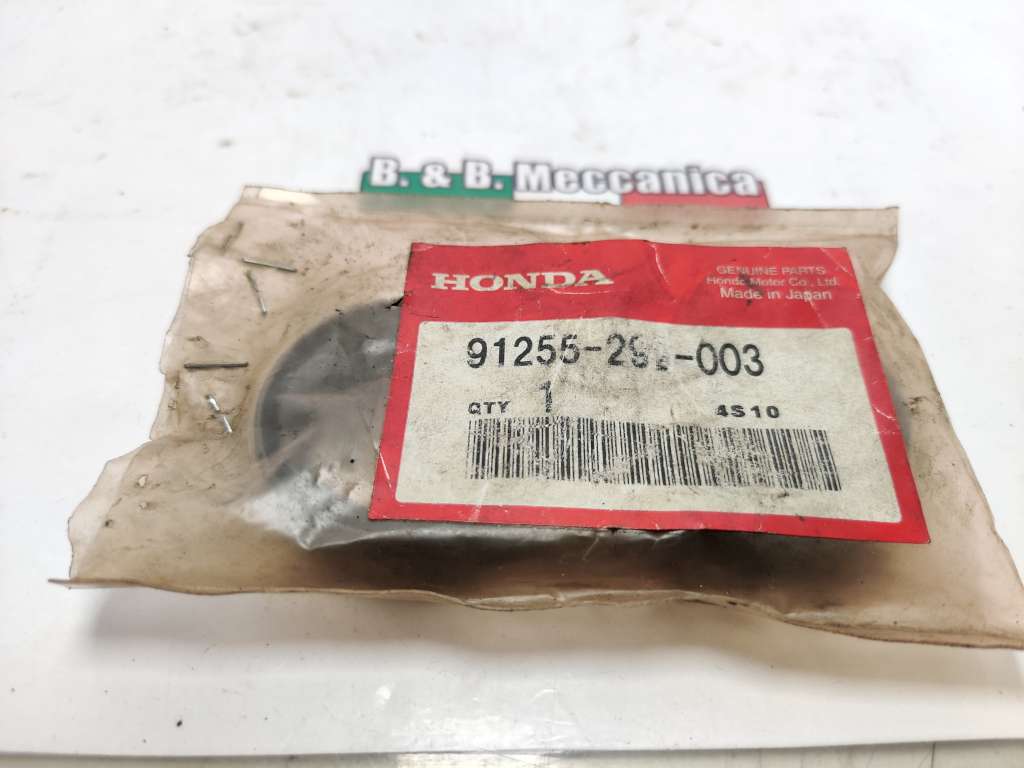 B. & B. Meccanica
HONDA
GENUINE PARTS
Honda Motor Co., Ltd.
Made in Japan
QTY 1 4S10